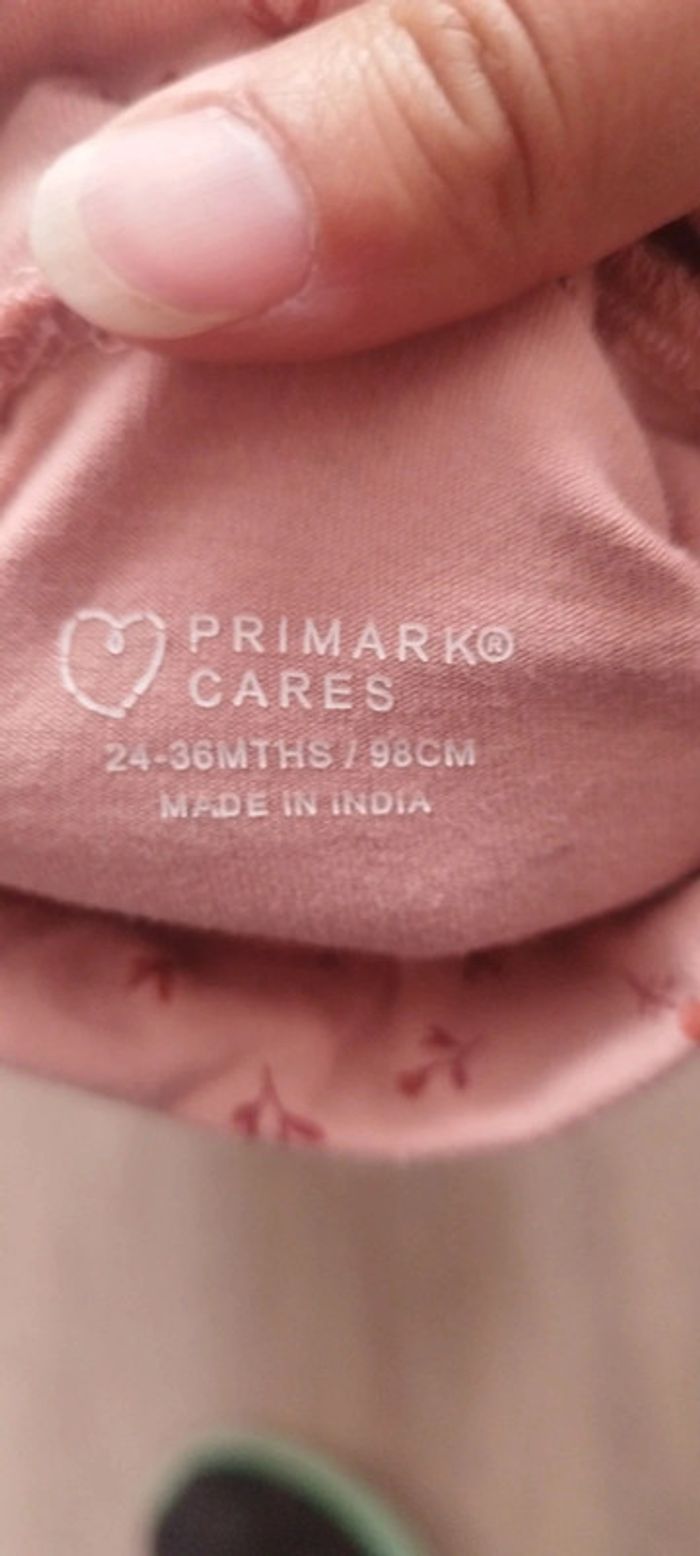 PRIMARK®
CARES
24-36MTHS / 98CM
MADE IN INDIA